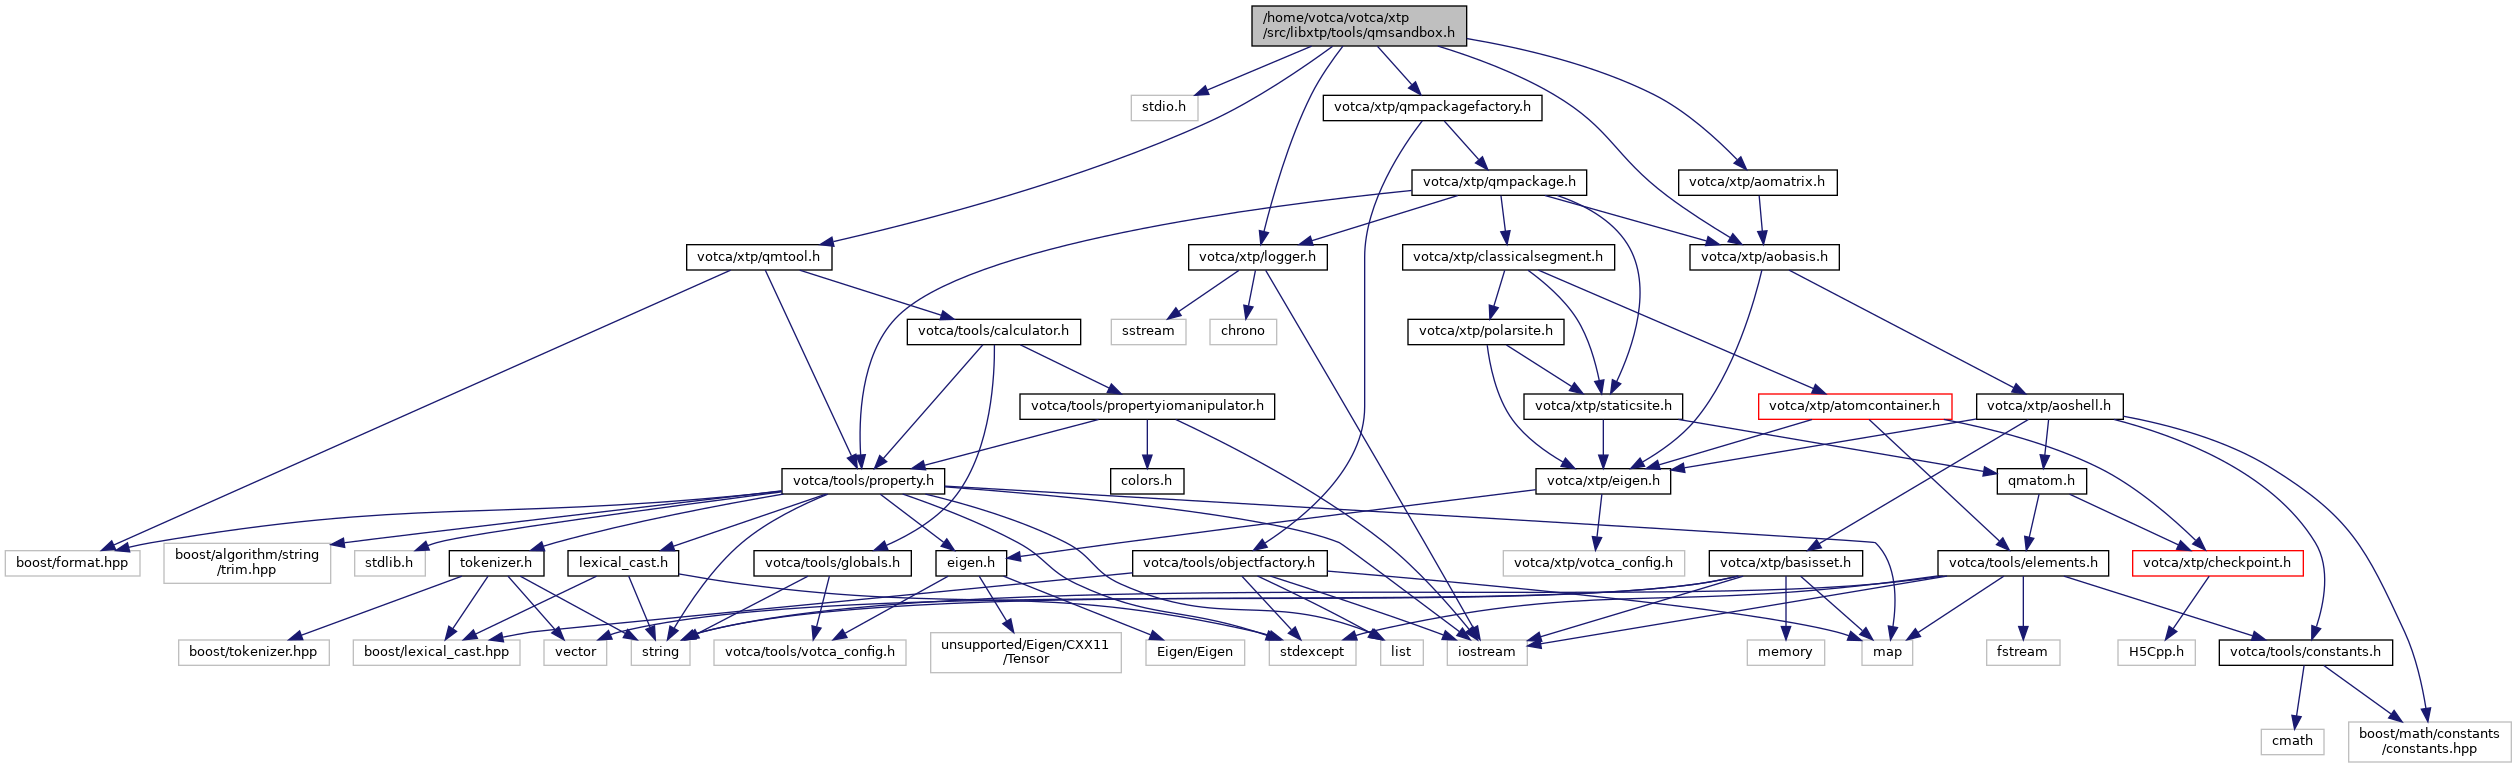 /home/votca/votca/xtp
/src/libxtp/tools/qmsandbox.h
stdio.h
votca/xtp/qmpackagefactory.h
votca/xtp/qmpackage.h
votca/xtp/aomatrix.h
votca/xtp/qmtool.h
votca/xtp/logger.h
votca/xtp/classicalsegment.h
votca/xtp/aobasis.h
votca/tools/calculator.h
sstream
chrono
votca/xtp/polarsite.h
votca/tools/propertyiomanipulator.h
votca/xtp/staticsite.h
votca/xtp/atomcontainer.h
votca/xtp/aoshell.h
votca/tools/property.h
colors.h
votca/xtp/eigen.h
qmatom.h
boost/format.hpp
boost/algorithm/string
/trim.hpp
stdlib.h
tokenizer.h
lexical_cast.h
votca/tools/globals.h
eigen.h
votca/tools/objectfactory.h
votca/xtp/votca_config.h
votca/xtp/basisset.h
votca/tools/elements.h
votca/xtp/checkpoint.h
boost/tokenizer.hpp
boost/lexical_cast.hpp
vector
string
votca/tools/votca_config.h
unsupported/Eigen/CXX11
/Tensor
Eigen/Eigen
stdexcept
list
iostream
memory
map
fstream
H5Cpp.h
votca/tools/constants.h
cmath
boost/math/constants
/constants.hpp